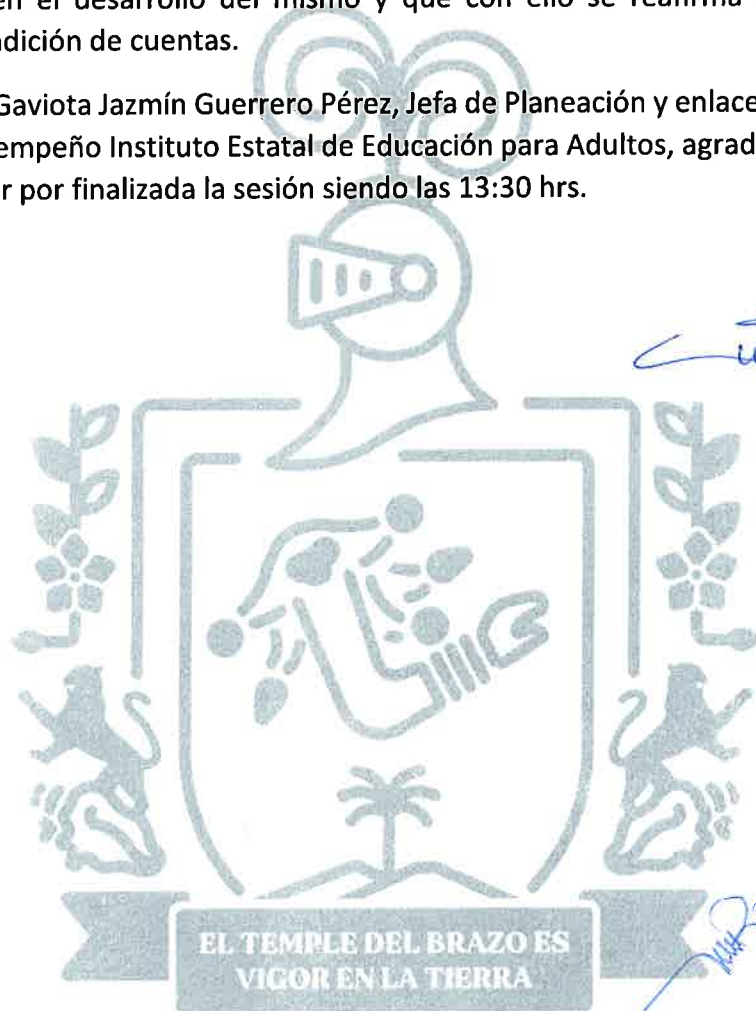 en el desarrollo del mismo y que con ello se reafirma
dición de cuentas.
Gaviota Jazmín Guerrero Pérez, Jefa de Planeación y enlace
empeño Instituto Estatal de Educación para Adultos, agrad
r por finalizada la sesión siendo las 13:30 hrs.
EL TEMPLE DEL BRAZO ES
VIGOR EN LA TIERRA